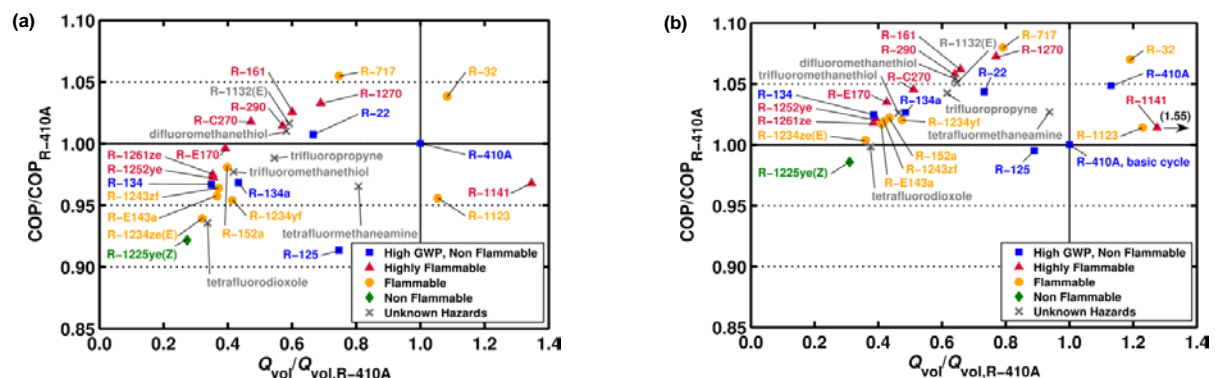 (a)
1.10
1.05
1.00
0.95
0.90
0.85
COP/COP R−410A
R−161
R−1132(E)
R−290
R−C270
difluoromethanethiol
R−717
R−1270
R−22
R−32
R−410A
R−1261ze
R−E170
R−1252ye
R−134
R−1243zf
R−E143a
R−1234ze(E)
R−1225ye(Z)
tetrafluorodioxole
trifluoropropyne
trifluoromethanethiol
R−134a
R−1234yf
R−152a
tetrafluormethaneamine
R−125
R−1141
R−1123
High GWP, Non Flammable
Highly Flammable
Flammable
Non Flammable
Unknown Hazards
0.0 0.2 0.4 0.6 0.8 1.0 1.2 1.4
Qvol/Qvol,R−410A
(b)
1.10
1.05
1.00
0.95
0.90
0.85
COP/COP R−410A
R−161
R−290
R−1132(E)
R−717
R−1270
R−32
difluoromethanethiol
trifluoromethanethiol
R−C270
R−22
R−410A
R−E170
R−134
R−134a
R−1252ye
R−1261ze
R−1234ze(E)
trifluoropropyne
R−1234yf
tetrafluormethaneamine
R−1141
(1.55)
R−1123
R−1225ye(Z)
R−152a
R−1243zf
R−E143a
tetrafluorodioxole
R−125
R−410A, basic cycle
High GWP, Non Flammable
Highly Flammable
Flammable
Non Flammable
Unknown Hazards
0.0 0.2 0.4 0.6 0.8 1.0 1.2 1.4
Qvol/Qvol,R−410A